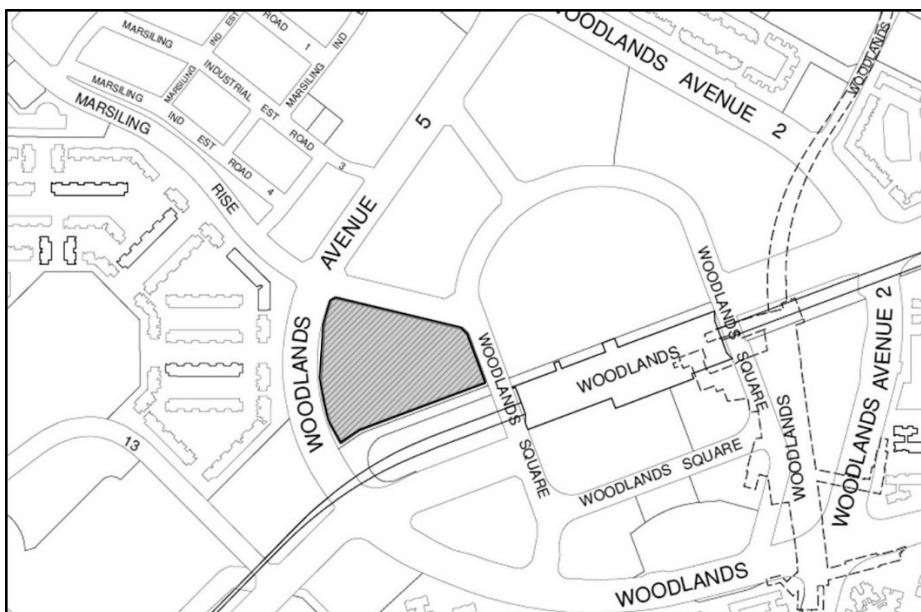 MARSILING
IND EST
ROAD
1
MARSILING
IND EST
MARSILING IND
INDUSTRIAL EST ROAD 3
MARSILING
IND EST ROAD 4
MARSILING
RISE
WOODLANDS AVENUE 2
WOODLANDS
AVENUE 5
WOODLANDS
WOODLANDS SQUARE
WOODLANDS SQUARE
WOODLANDS
WOODLANDS SQUARE
WOODLANDS
WOODLANDS AVENUE 2
13
WOODLANDS